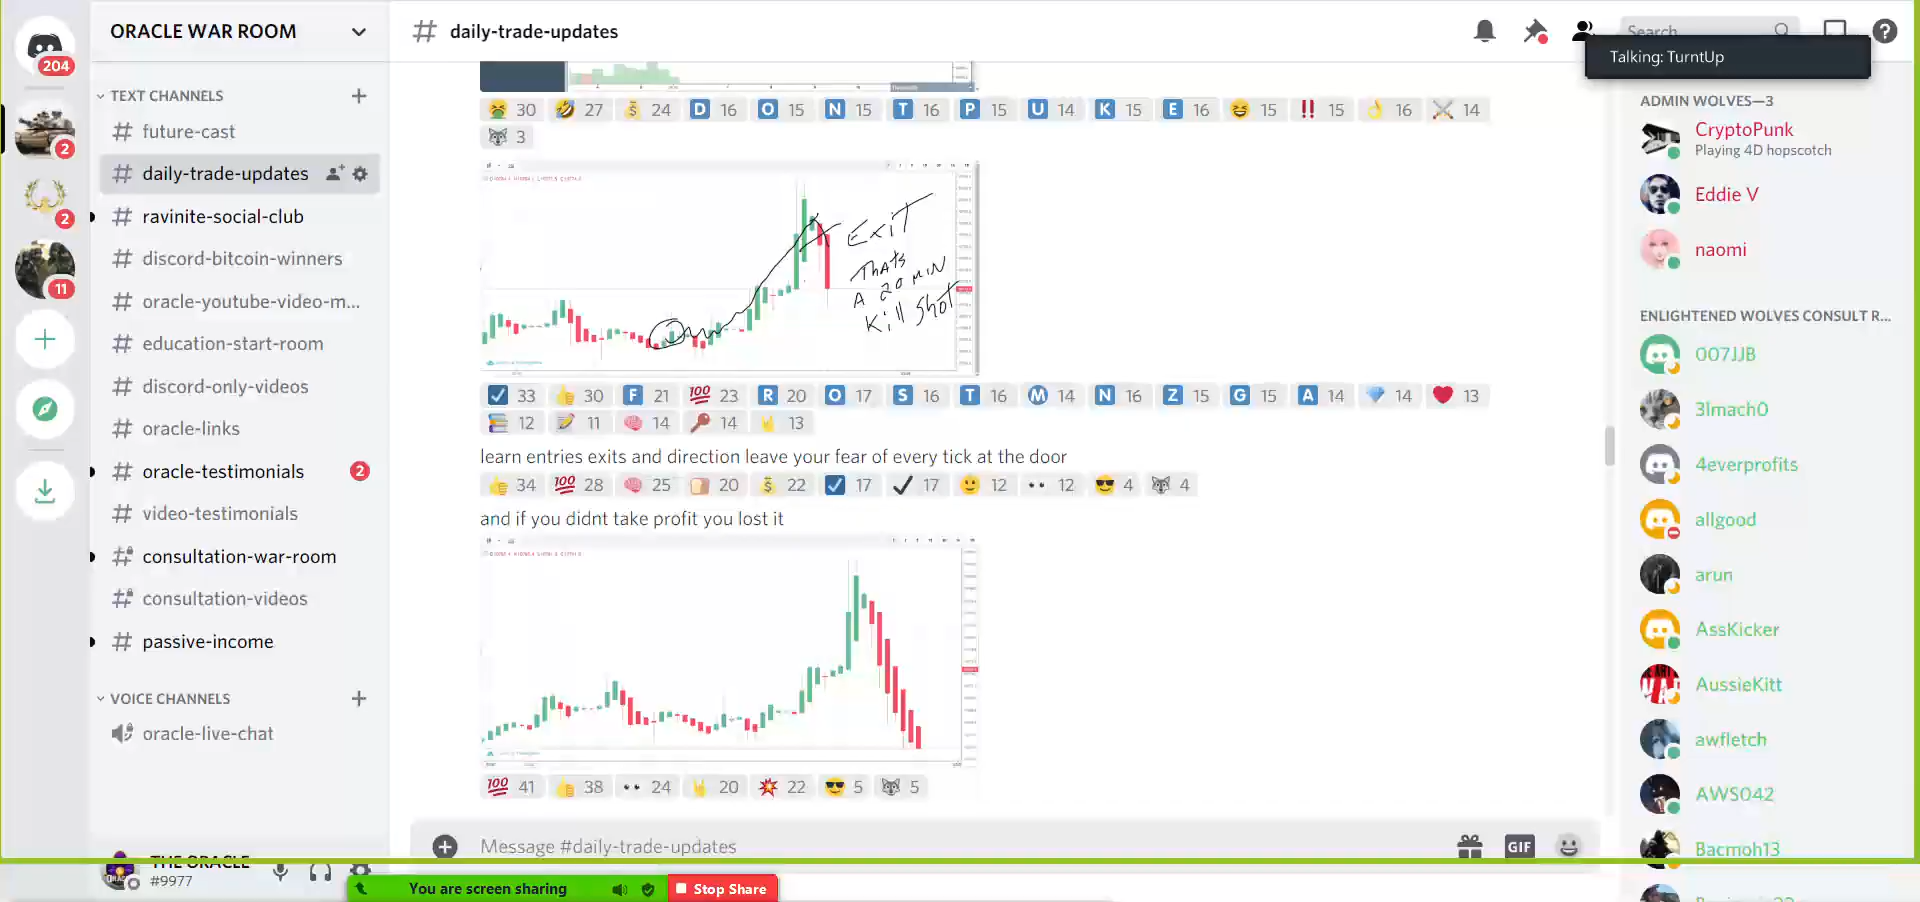 204
2
2
11
ORACLE WAR ROOM
TEXT CHANNELS
future-cast
daily-trade-updates
ravinite-social-club
discord-bitcoin-winners
oracle-youtube-video-m...
education-start-room
discord-only-videos
oracle-links
oracle-testimonials 2
video-testimonials
consultation-war-room
consultation-videos
passive-income
VOICE CHANNELS
oracle-live-chat
THE ORACLE
#9977
daily-trade-updates
Search
Talking: TurntUp
30 27 24 D 16 O 15 N 15 T 16 P 15 U 14 K 15 E 16 15 15 16 14
3
EXIT
THATS
A 20 MIN
Kill Shot
33 30 F 21 100 23 R 20 O 17 S 16 T 16 M 14 N 16 Z 15 G 15 A 14 14 13
12 11 14 14 13
learn entries exits and direction leave your fear of every tick at the door
34 100 28 25 20 22 17 17 12 12 4 4
and if you didnt take profit you lost it
100 41 38 24 20 22 5 5
Message #daily-trade-updates
GIF
You are screen sharing
Stop Share
ADMIN WOLVES—3
CryptoPunk
Playing 4D hopscotch
Eddie V
naomi
ENLIGHTENED WOLVES CONSULT R...
007JJB
3lmach0
4everprofits
allgood
arun
AssKicker
AussieKitt
awfletch
AWS042
Bacmoh13